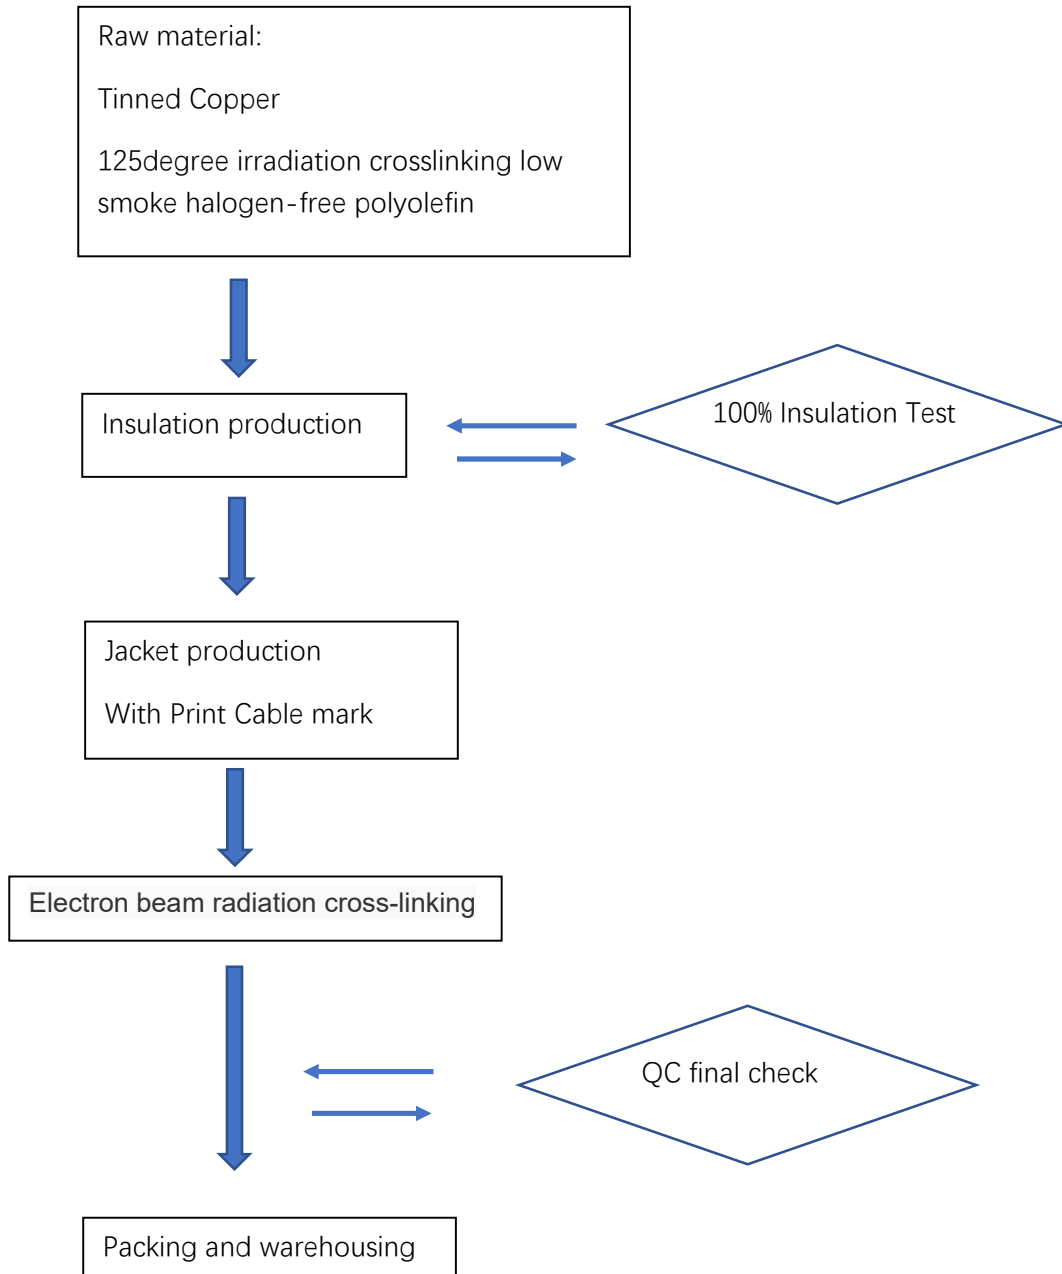 Raw material:
Tinned Copper
125degree irradiation crosslinking low
smoke halogen-free polyolefin
Insulation production
100% Insulation Test
Jacket production
With Print Cable mark
Electron beam radiation cross-linking
QC final check
Packing and warehousing